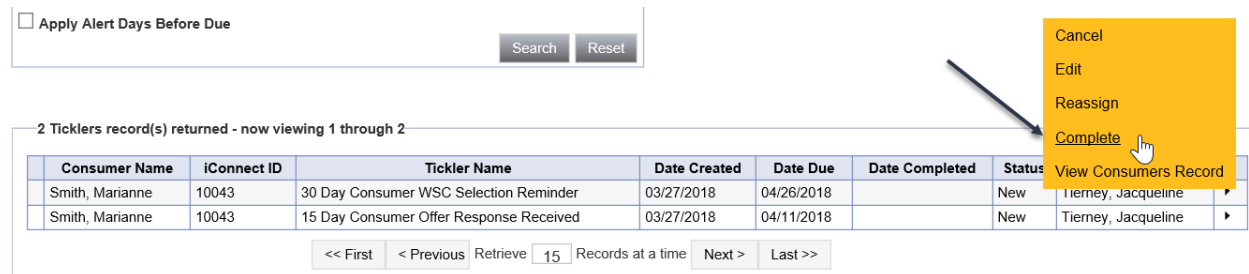 Apply Alert Days Before Due
Search Reset
Cancel
Edit
Reassign
Complete
View Consumers Record
2 Ticklers record(s) returned - now viewing 1 through 2
Consumer Name iConnect ID Tickler Name Date Created Date Due Date Completed Status
Smith, Marianne 10043 30 Day Consumer WSC Selection Reminder 03/27/2018 04/26/2018 New Tierney, Jacqueline
Smith, Marianne 10043 15 Day Consumer Offer Response Received 03/27/2018 04/11/2018 New Tierney, Jacqueline
<< First < Previous Retrieve 15 Records at a time Next > Last >>